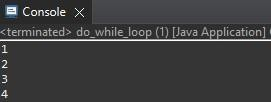 Console
<terminated> do_while_loop (1) [Java Application]
1
2
3
4